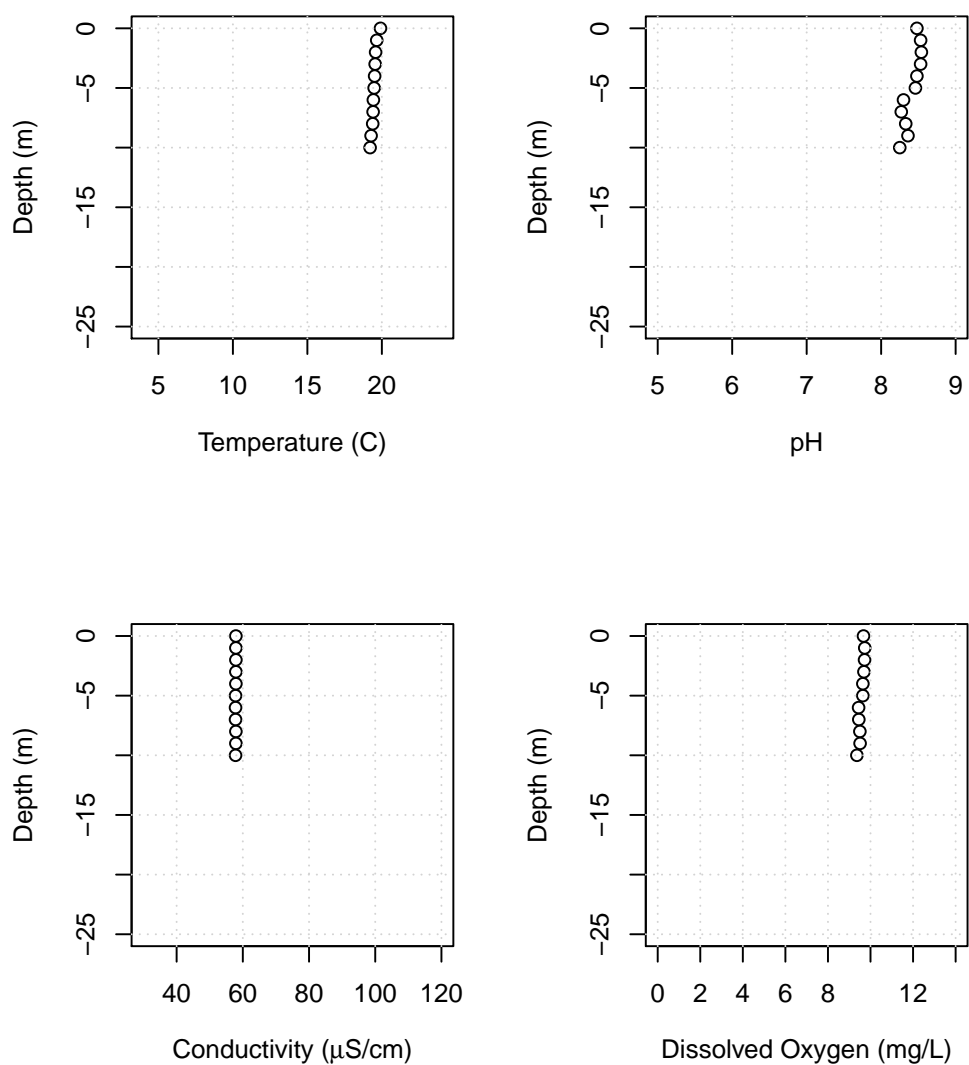 0
−5
−15
−25
Depth (m)
5 10 15 20
Temperature (C)
0
−5
−15
−25
Depth (m)
5 6 7 8 9
pH
0
−5
−15
−25
Depth (m)
40 60 80 100 120
Conductivity (μS/cm)
0
−5
−15
−25
Depth (m)
0 2 4 6 8 12
Dissolved Oxygen (mg/L)